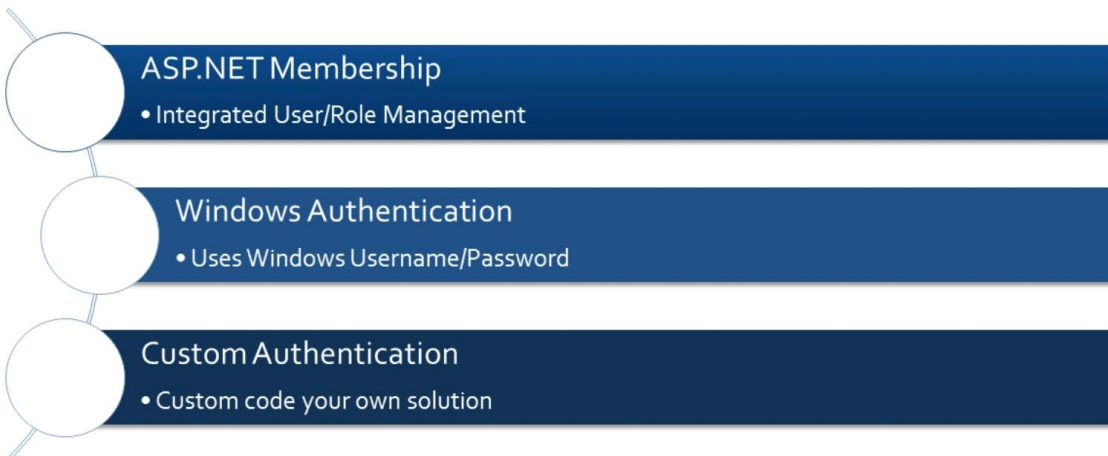 ASP.NET Membership
• Integrated User/Role Management
Windows Authentication
• Uses Windows Username/Password
Custom Authentication
• Custom code your own solution